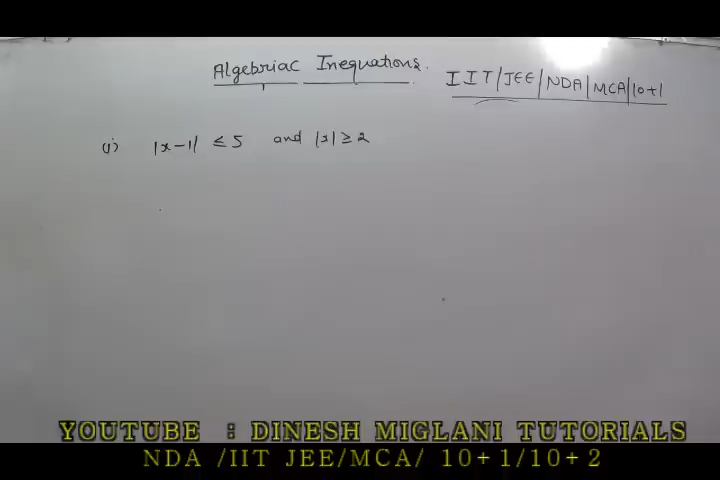 Algebriac Inequations.
IIT/JEE/NDA/MCA/10+1
(1) |x-1| ≤ 5 and |x| ≥ 2
YOUTUBE : DINESH MIGLANI TUTORIALS
NDA /IIT JEE/MCA/ 10+1/10+2